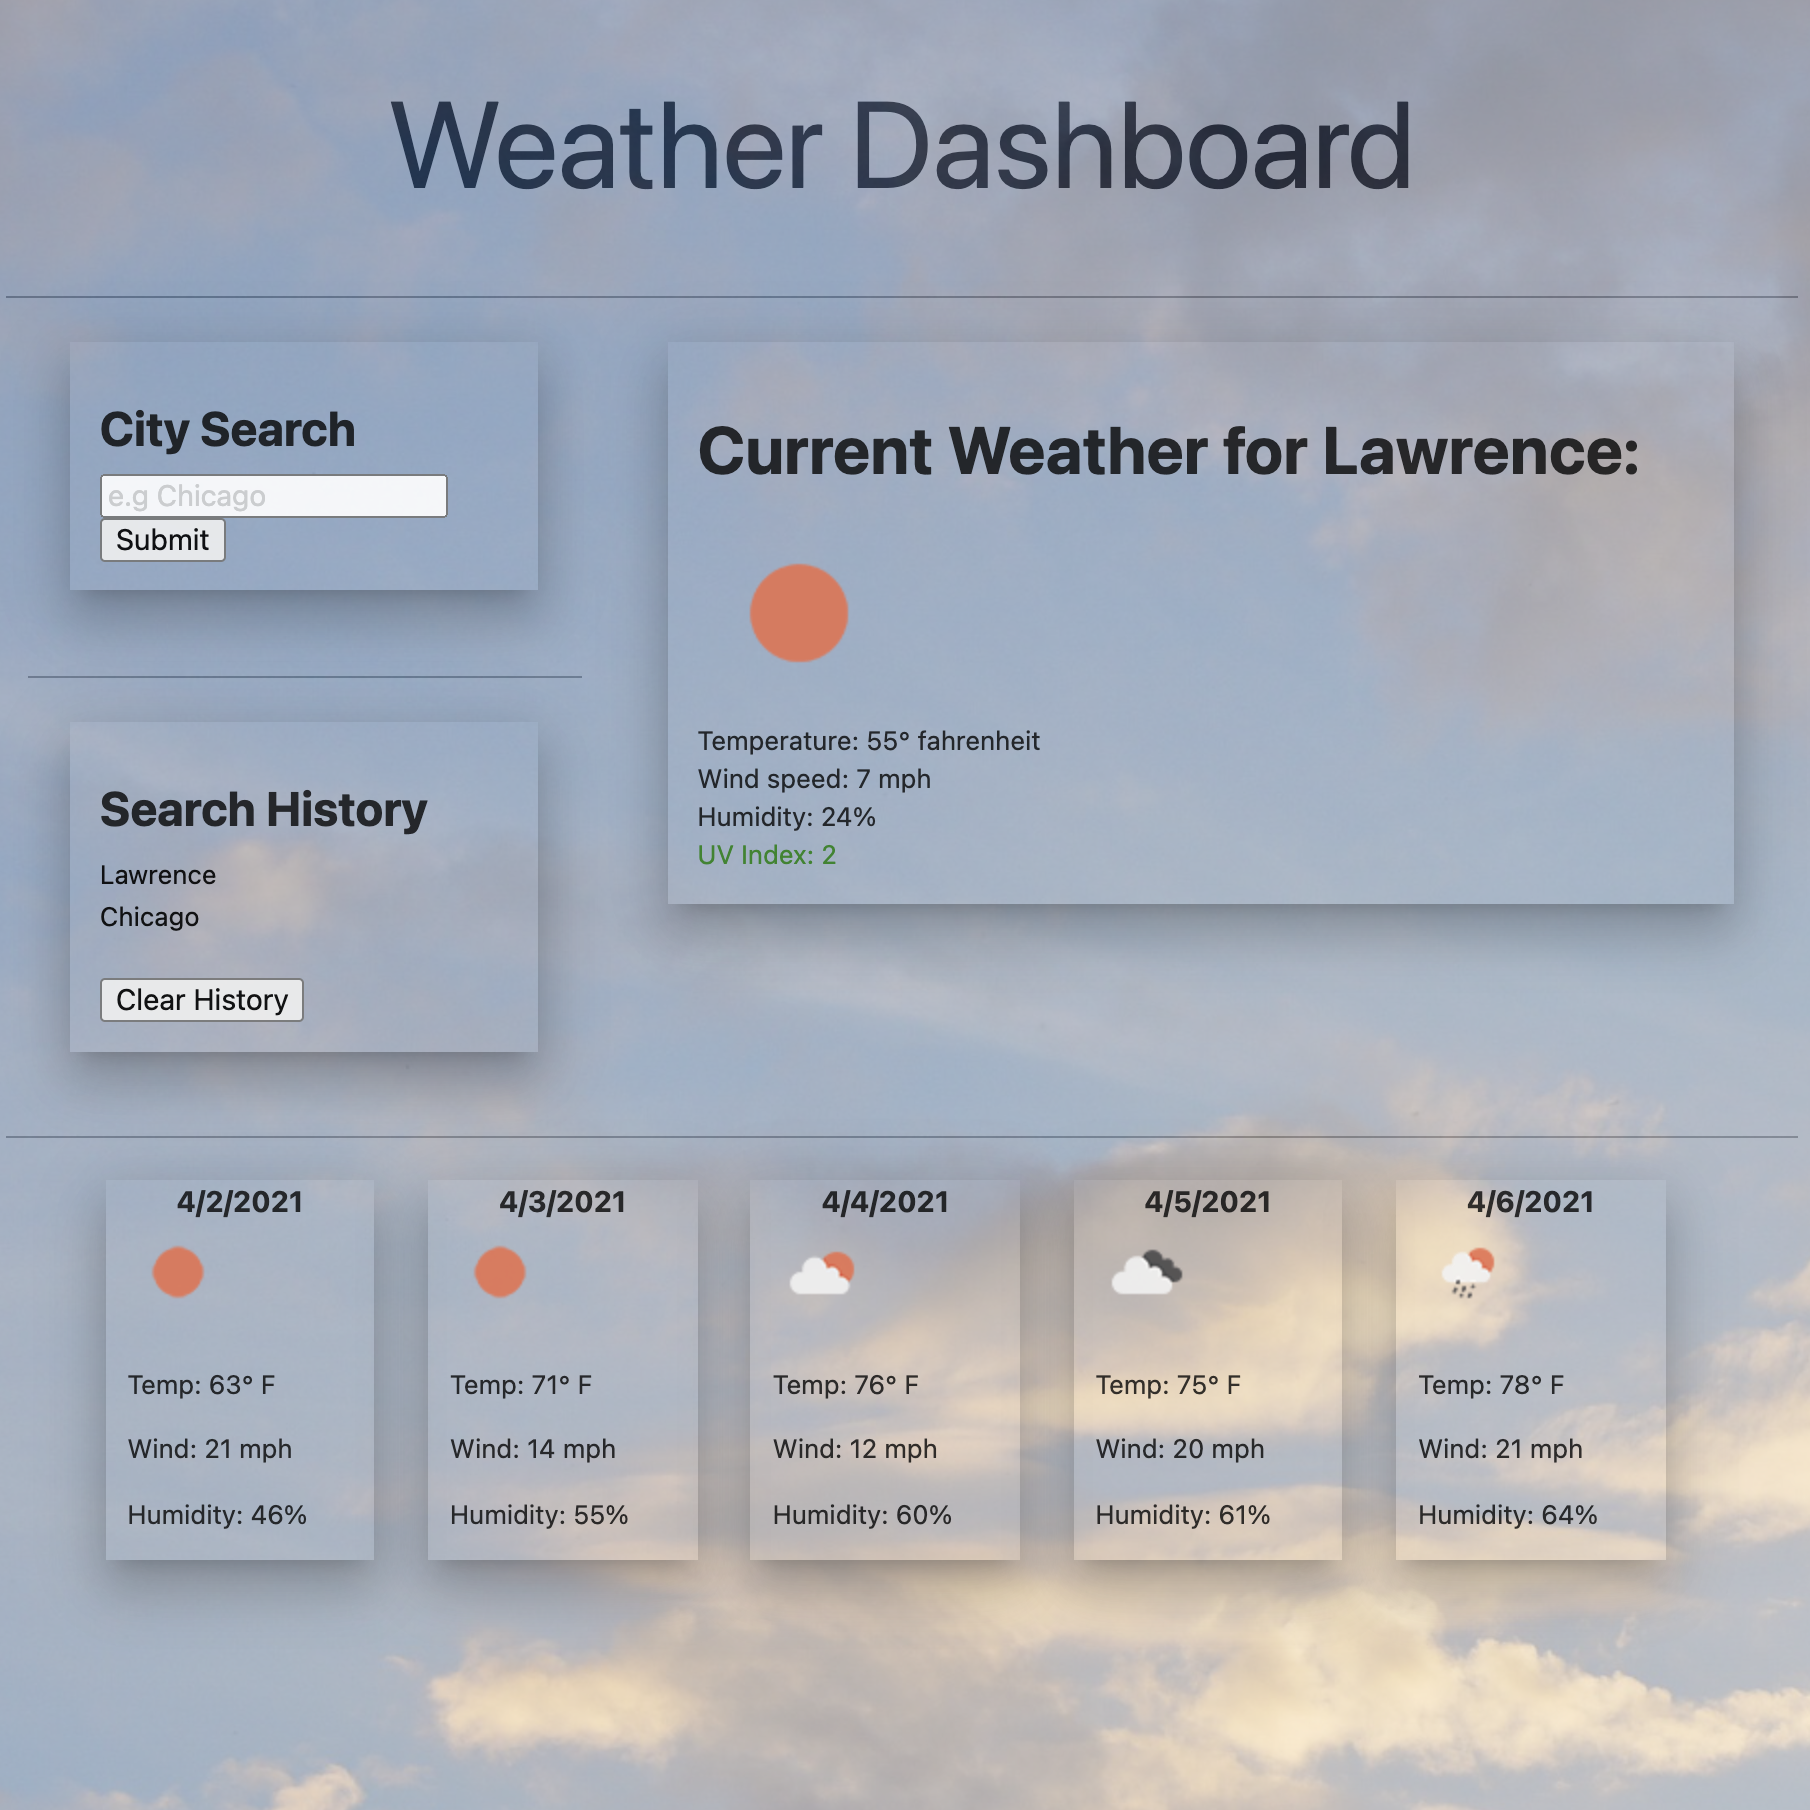 Weather Dashboard
City Search
e.g Chicago
Submit
Search History
Lawrence
Chicago
Clear History
Current Weather for Lawrence:
Temperature: 55° fahrenheit
Wind speed: 7 mph
Humidity: 24%
UV Index: 2
4/2/2021
Temp: 63° F
Wind: 21 mph
Humidity: 46%
4/3/2021
Temp: 71° F
Wind: 14 mph
Humidity: 55%
4/4/2021
Temp: 76° F
Wind: 12 mph
Humidity: 60%
4/5/2021
Temp: 75° F
Wind: 20 mph
Humidity: 61%
4/6/2021
Temp: 78° F
Wind: 21 mph
Humidity: 64%